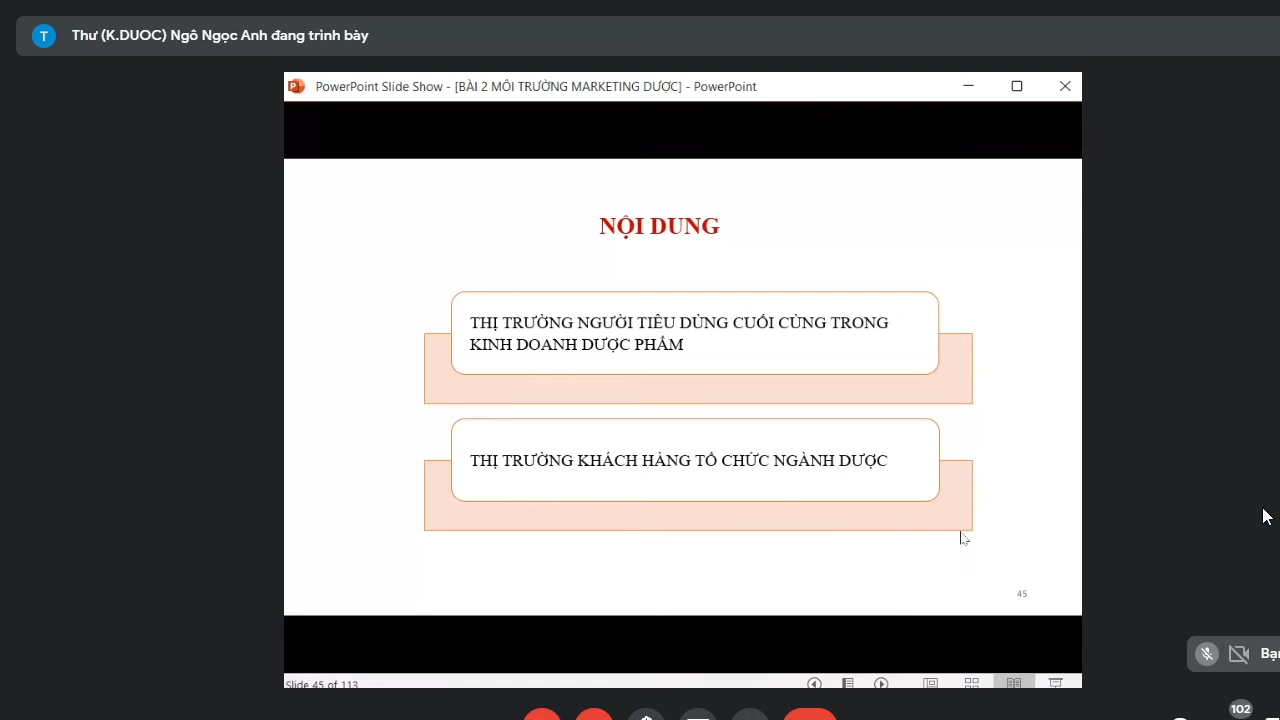 T
Thư (K.DUOC) Ngô Ngọc Anh đang trình bày
PowerPoint Slide Show - [BÀI 2 MÔI TRƯỜNG MARKETING DƯỢC] - PowerPoint
NỘI DUNG
THỊ TRƯỜNG NGƯỜI TIÊU DÙNG CUỐI CÙNG TRONG
KINH DOANH DƯỢC PHẨM
THỊ TRƯỜNG KHÁCH HÀNG TỔ CHỨC NGÀNH DƯỢC
45
Slide 45 of 113
102